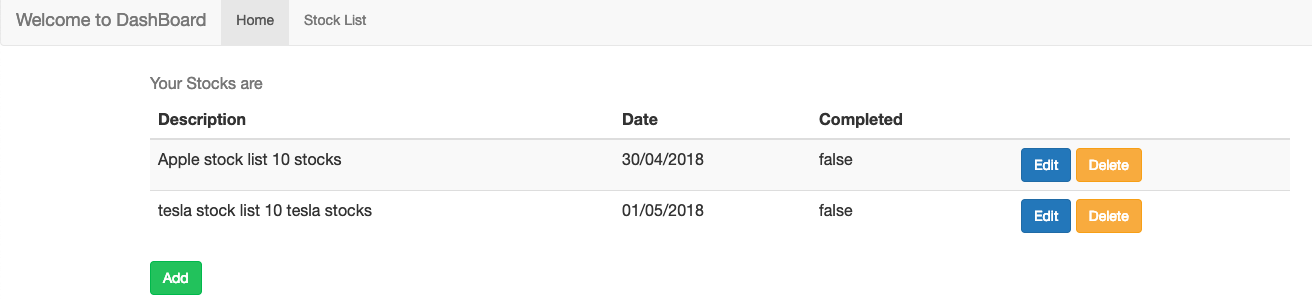 Welcome to DashBoard Home Stock List
Your Stocks are
Description Date Completed
Apple stock list 10 stocks 30/04/2018 false Edit Delete
tesla stock list 10 tesla stocks 01/05/2018 false Edit Delete
Add